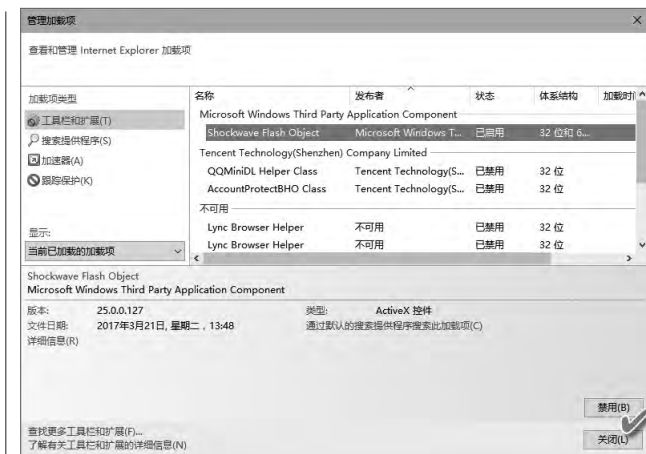 管理加载项
查看和管理 Internet Explorer 加载项
加载项类型
工具栏和扩展(T)
搜索提供程序(S)
加速器(A)
跟踪保护(K)
显示:
当前已加载的加载项
名称 发布者 状态 体系结构 加载时间
Microsoft Windows Third Party Application Component
Shockwave Flash Object Microsoft Windows T... 已启用 32 位和 6...
Tencent Technology(Shenzhen) Company Limited
QQMiniDL Helper Class Tencent Technology(S... 已禁用 32 位
AccountProtectBHO Class Tencent Technology(S... 已禁用 32 位
不可用
Lync Browser Helper 不可用 已禁用 32 位
Lync Browser Helper 不可用 已禁用 32 位
Shockwave Flash Object
Microsoft Windows Third Party Application Component
版本: 25.0.0.127 类型: ActiveX 控件
文件日期: 2017年3月21日, 星期二，13:48 通过默认的搜索提供程序搜索此加载项(C)
详细信息(R)
禁用(B)
查找更多工具栏和扩展(F)...
了解有关工具栏和扩展的详细信息(N)
关闭(L)